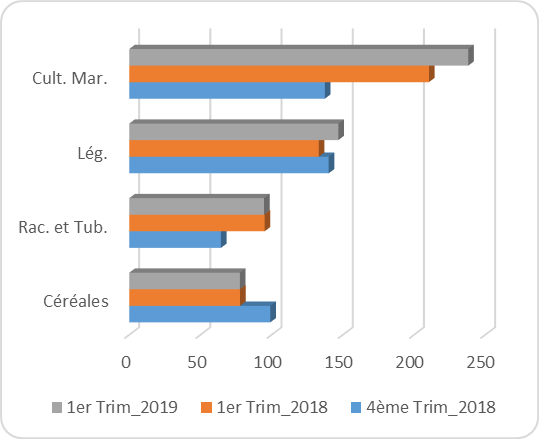 Cult. Mar.
Lég.
Rac. et Tub.
Céréales
0 50 100 150 200 250
1er Trim_2019 1er Trim_2018 4ème Trim_2018